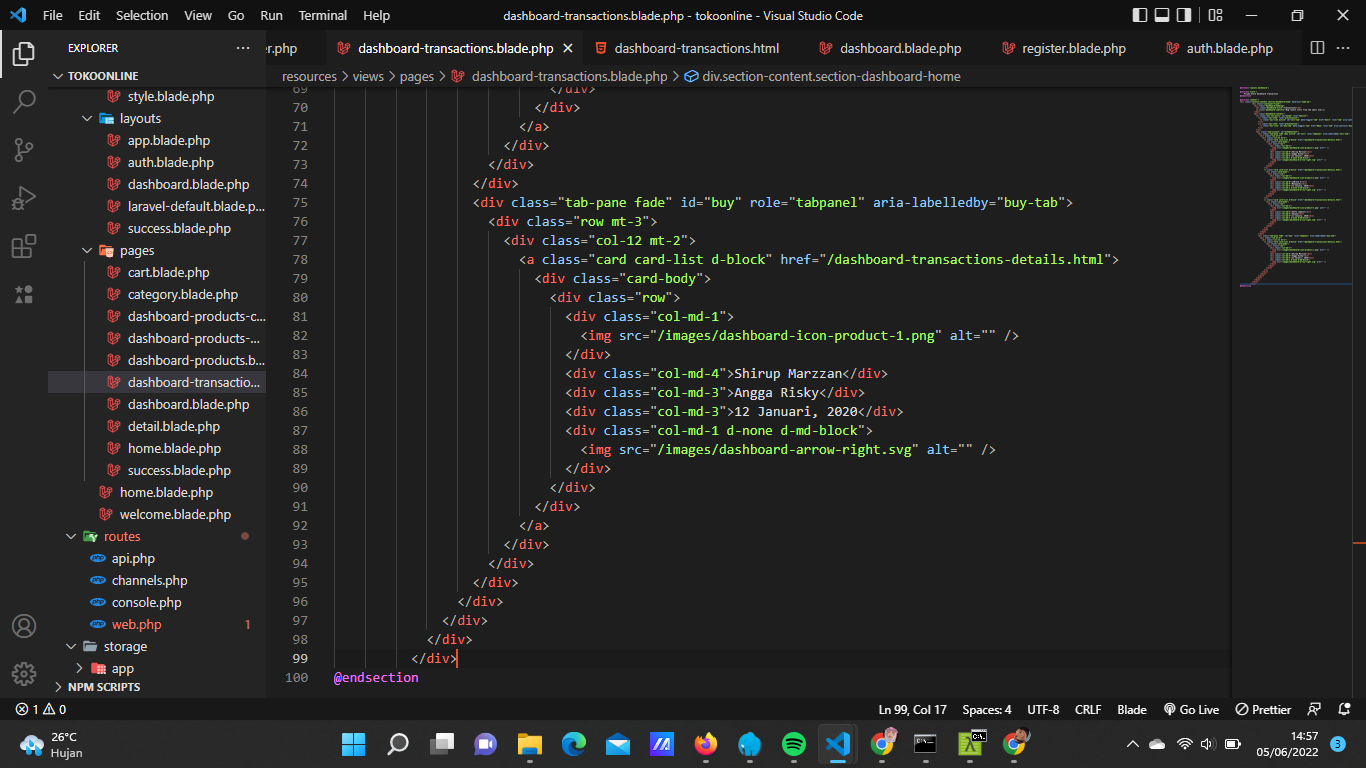 File Edit Selection View Go Run Terminal Help
dashboard-transactions.blade.php - tokoonline - Visual Studio Code
EXPLORER
er.php
dashboard-transactions.blade.php
dashboard-transactions.html
dashboard.blade.php
register.blade.php
auth.blade.php
TOKOONLINE
resources > views > pages > dashboard-transactions.blade.php > div.section-content.section-dashboard-home
style.blade.php
layouts
app.blade.php
auth.blade.php
dashboard.blade.php
laravel-default.blade.p...
success.blade.php
pages
cart.blade.php
category.blade.php
dashboard-products-c...
dashboard-products-...
dashboard-products.b...
dashboard-transactio...
dashboard.blade.php
detail.blade.php
home.blade.php
success.blade.php
home.blade.php
welcome.blade.php
routes
api.php
channels.php
console.php
web.php 1
storage
app
NPM SCRIPTS
69 </div>
70 </div>
71 </a>
72 </div>
73 </div>
74 </div>
75 <div class="tab-pane fade" id="buy" role="tabpanel" aria-labelledby="buy-tab">
76 <div class="row mt-3">
77 <div class="col-12 mt-2">
78 <a class="card card-list d-block" href="/dashboard-transactions-details.html">
79 <div class="card-body">
80 <div class="row">
81 <div class="col-md-1">
82 <img src="/images/dashboard-icon-product-1.png" alt="" />
83 </div>
84 <div class="col-md-4">Shirup Marzzan</div>
85 <div class="col-md-3">Angga Risky</div>
86 <div class="col-md-3">12 Januari, 2020</div>
87 <div class="col-md-1 d-none d-md-block">
88 <img src="/images/dashboard-arrow-right.svg" alt="" />
89 </div>
90 </div>
91 </div>
92 </a>
93 </div>
94 </div>
95 </div>
96 </div>
97 </div>
98 </div>
99 </div>
100 @endsection
1 0
Ln 99, Col 17 Spaces: 4 UTF-8 CRLF Blade Go Live Prettier
26°C
Hujan
14:57
05/06/2022
3